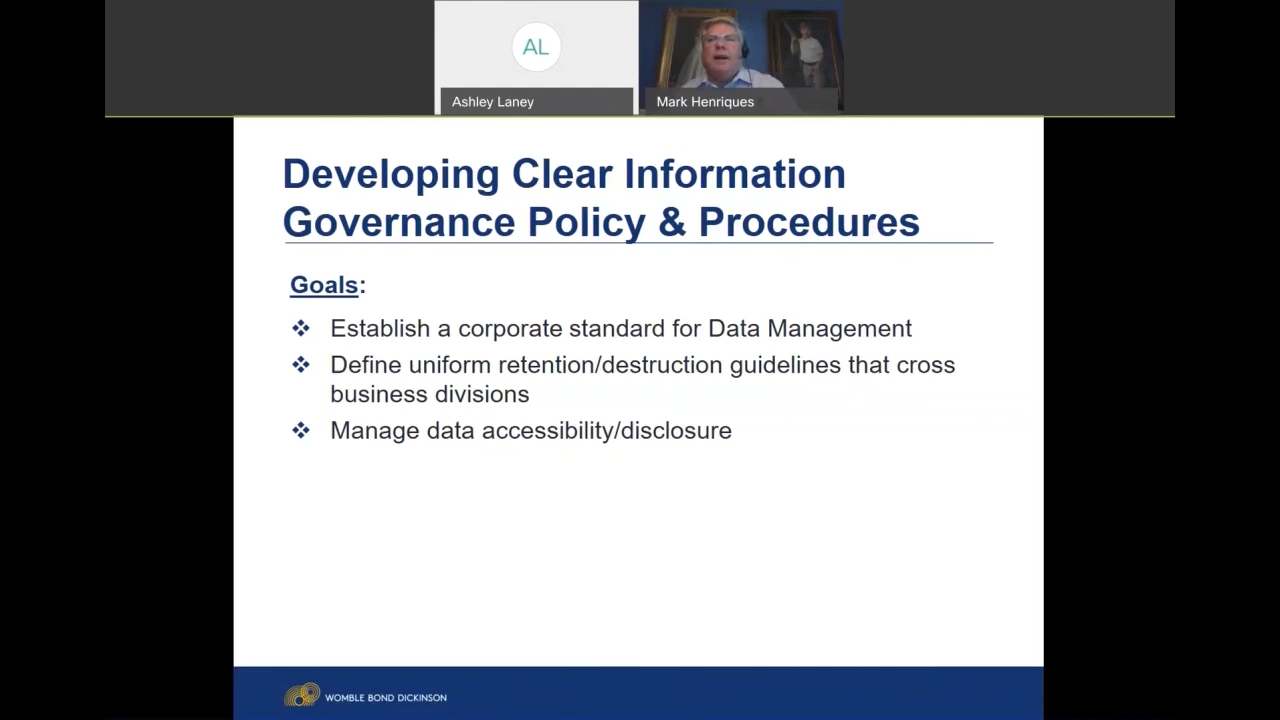 AL
Ashley Laney
Mark Henriques
Developing Clear Information
Governance Policy & Procedures
Goals:
Establish a corporate standard for Data Management
Define uniform retention/destruction guidelines that cross
business divisions
Manage data accessibility/disclosure
WOMBLE BOND DICKINSON